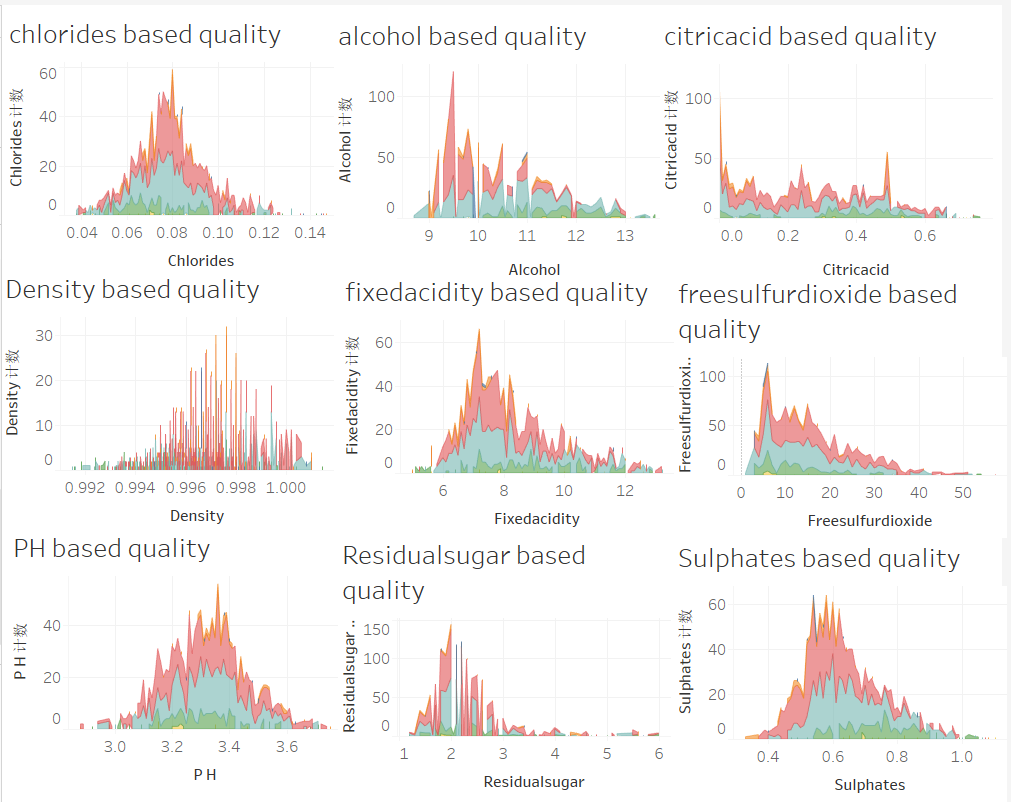 chlorides based quality
60
40
20
0
Chlorides 计数
0.04 0.06 0.08 0.10 0.12 0.14
Chlorides
alcohol based quality
100
50
0
Alcohol 计数
9 10 11 12 13
Alcohol
citricacid based quality
100
50
0
Citricacid 计数
0.0 0.2 0.4 0.6
Citricacid
Density based quality
30
20
10
0
Density 计数
0.992 0.994 0.996 0.998 1.000
Density
fixedacidity based quality
60
40
20
0
Fixedacidity 计数
6 8 10 12
Fixedacidity
freesulfurdioxide based
quality
100
50
0
Freesulfurdioxi..
0 10 20 30 40 50
Freesulfurdioxide
PH based quality
40
20
0
P H 计数
3.0 3.2 3.4 3.6
P H
Residualsugar based
quality
150
100
50
0
Residualsugar ..
1 2 3 4 5 6
Residualsugar
Sulphates based quality
60
40
20
0
Sulphates 计数
0.4 0.6 0.8 1.0
Sulphates